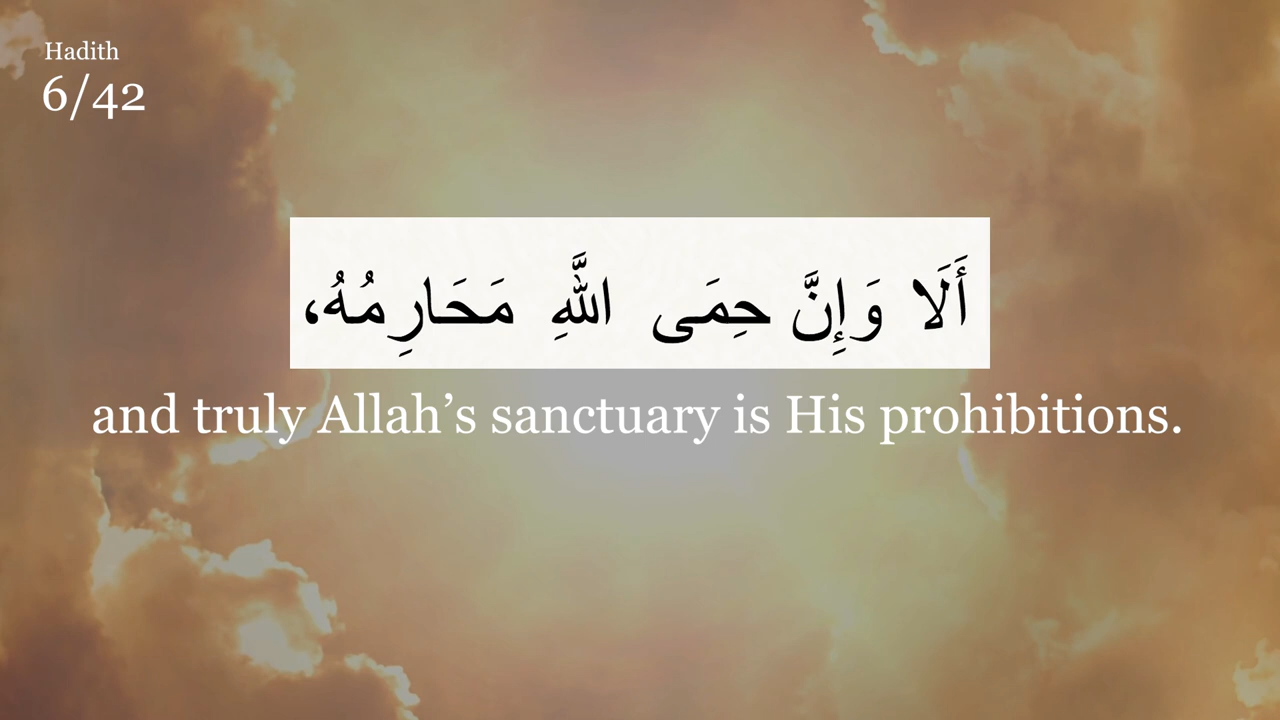 Hadith
6/42
أَلَا وَإِنَّ حِمَى اللَّهِ مَحَارِمُهُ،
and truly Allah’s sanctuary is His prohibitions.